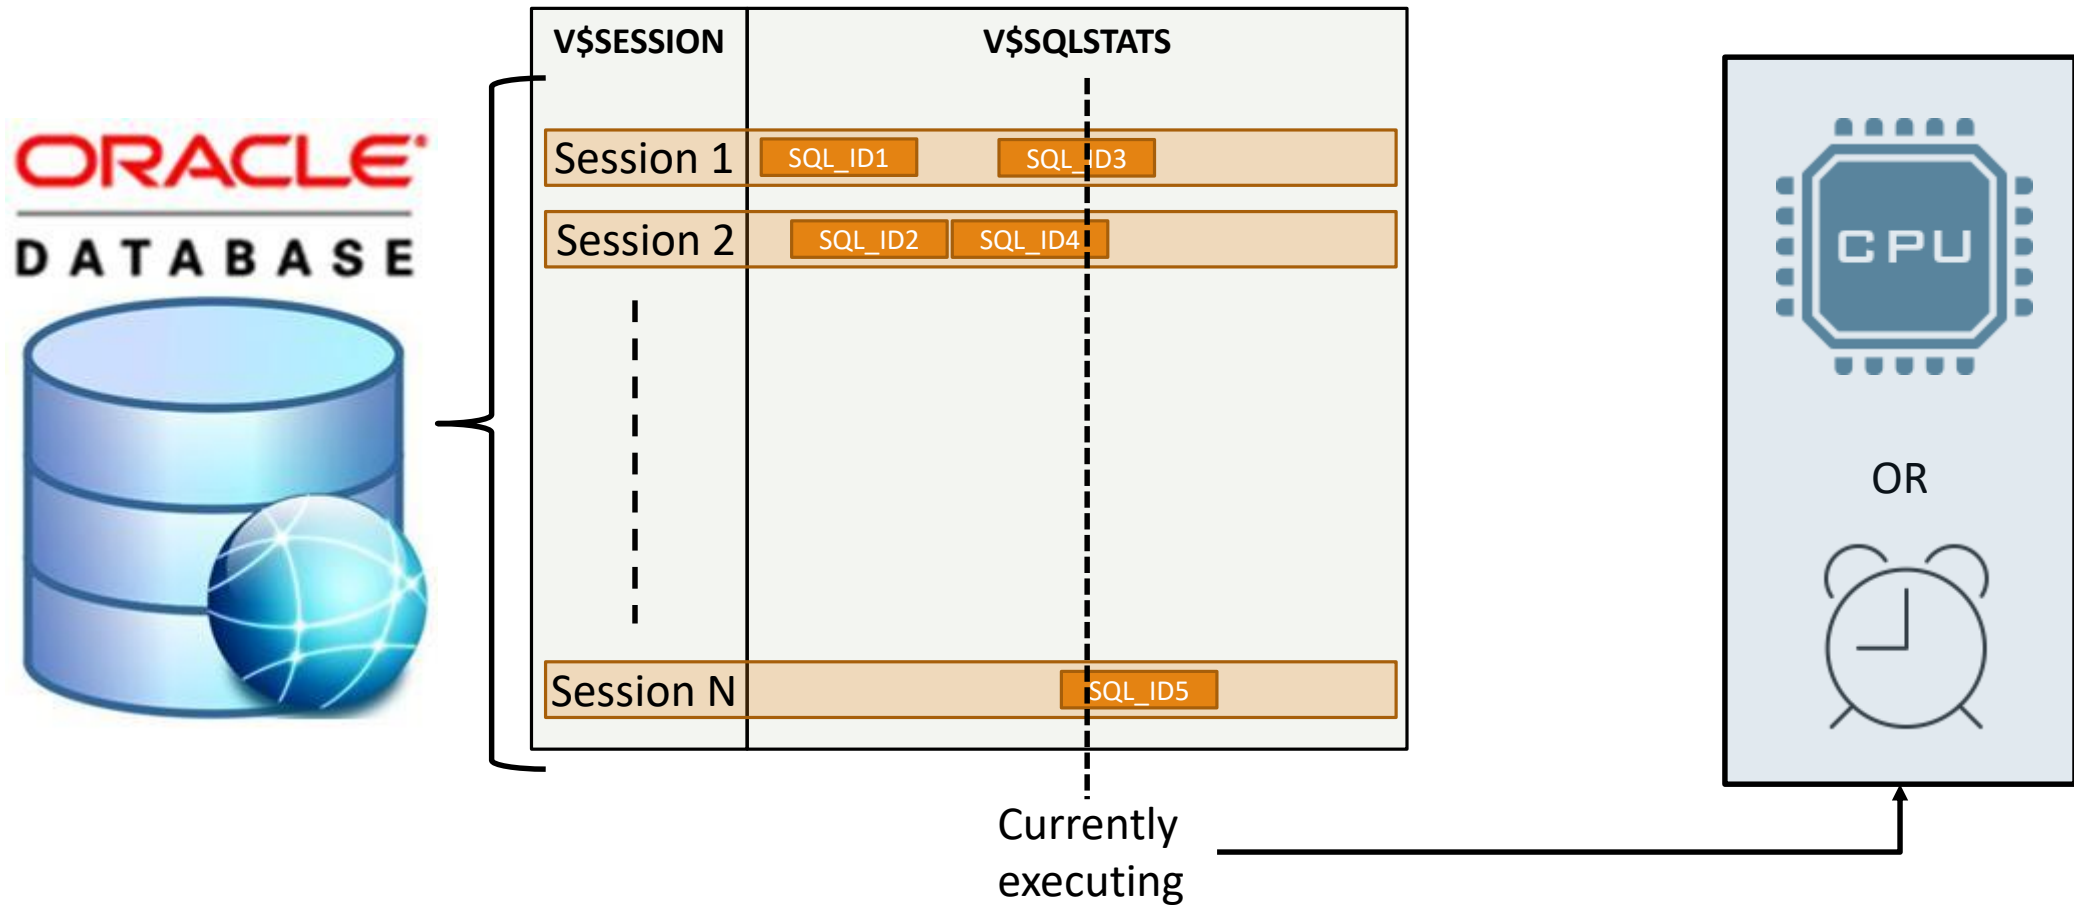 ORACLE
DATABASE
V$SESSION
V$SQLSTATS
Session 1
SQL_ID1
SQL_ID3
Session 2
SQL_ID2
SQL_ID4
Session N
SQL_ID5
Currently
executing
CPU
OR